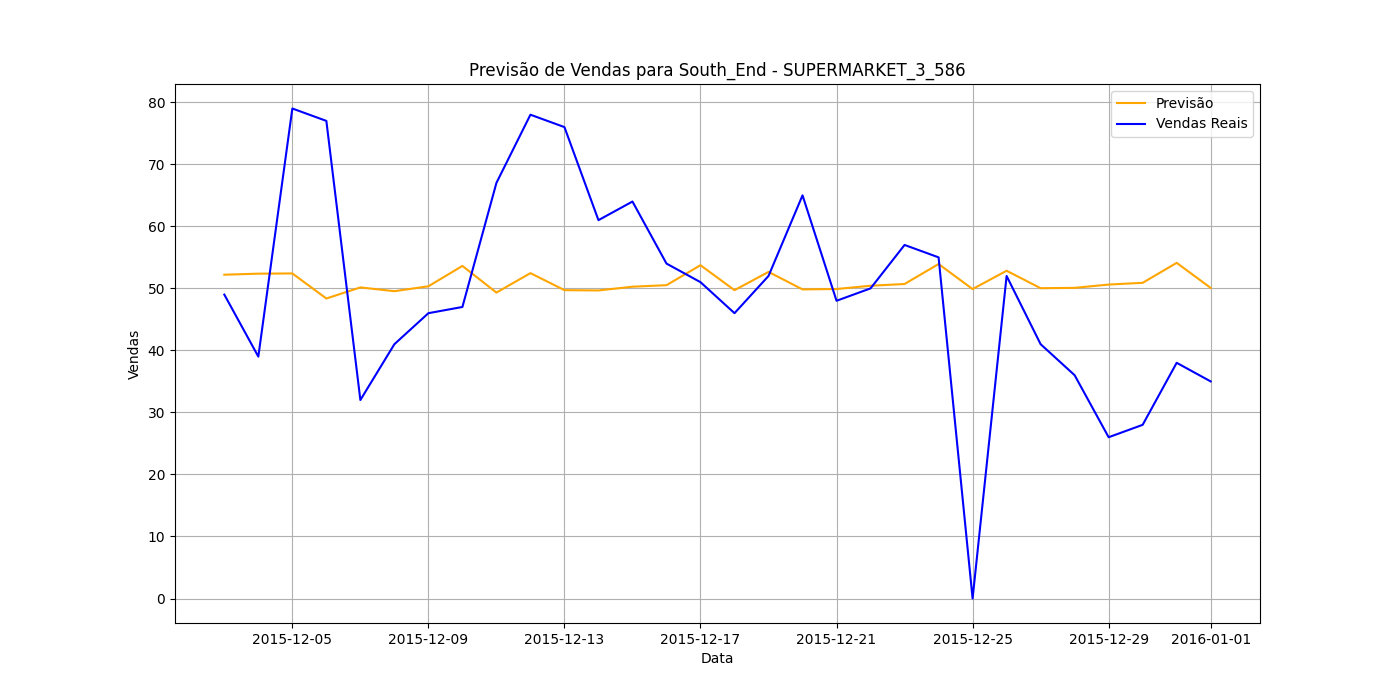 Previsão de Vendas para South_End - SUPERMARKET_3_586
Previsão
Vendas Reais
80
70
60
50
40
30
20
10
0
Vendas
2015-12-05 2015-12-09 2015-12-13 2015-12-17 2015-12-21 2015-12-25 2015-12-29 2016-01-01
Data